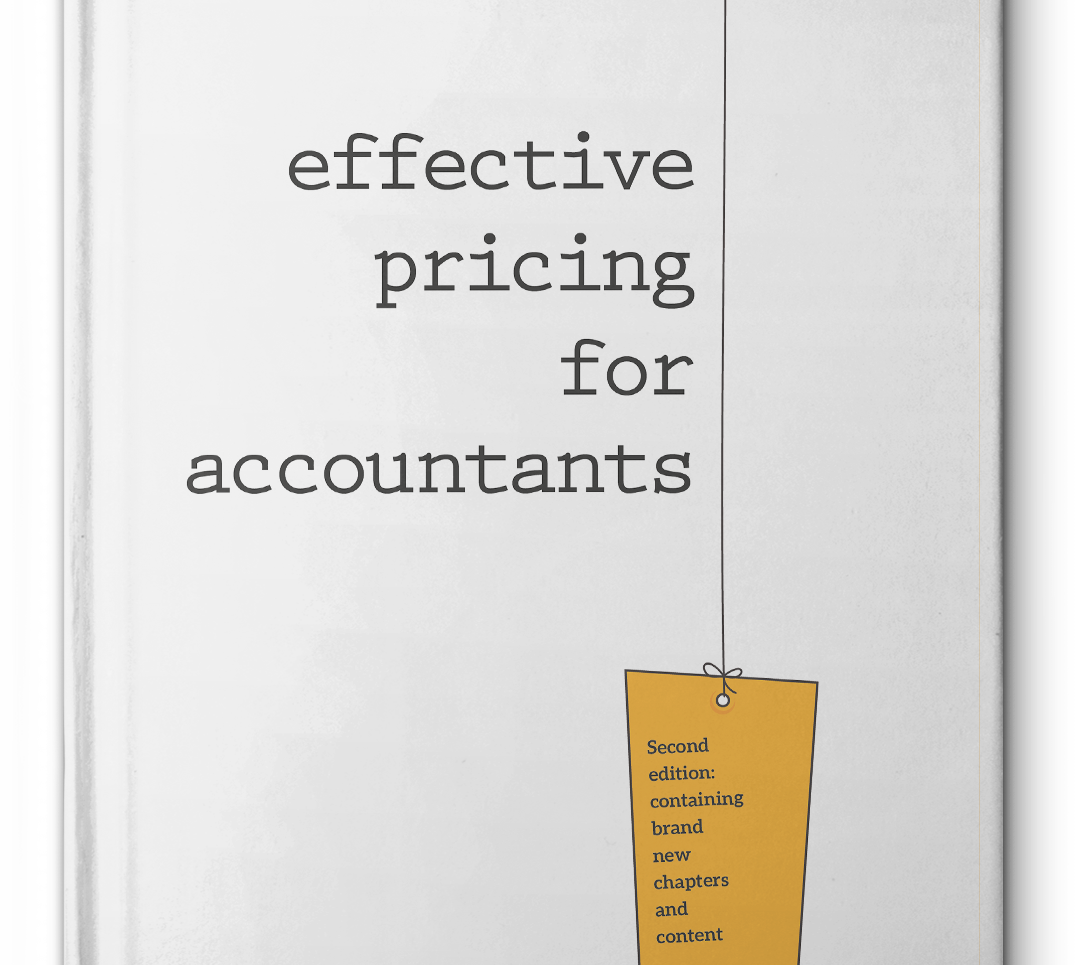 effective
pricing
for
accountants
Second
edition:
containing
brand
new
chapters
and
content